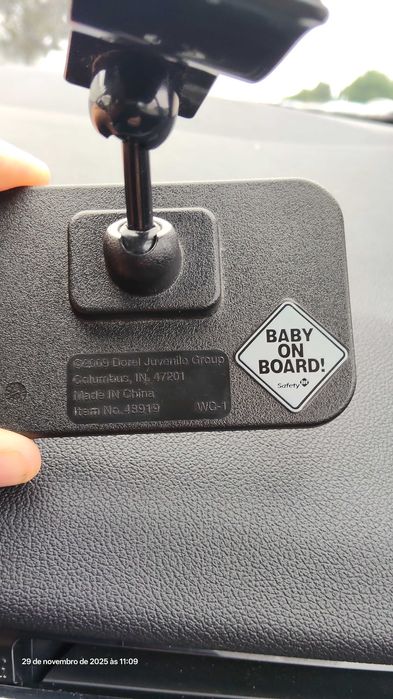 ©2009 Dorel Juvenile Group
Columbus, IN. 47201
Made IN China
Item No. 48919 WG-1
BABY
ON
BOARD!
Safety 1st
29 de novembro de 2025 às 11:09